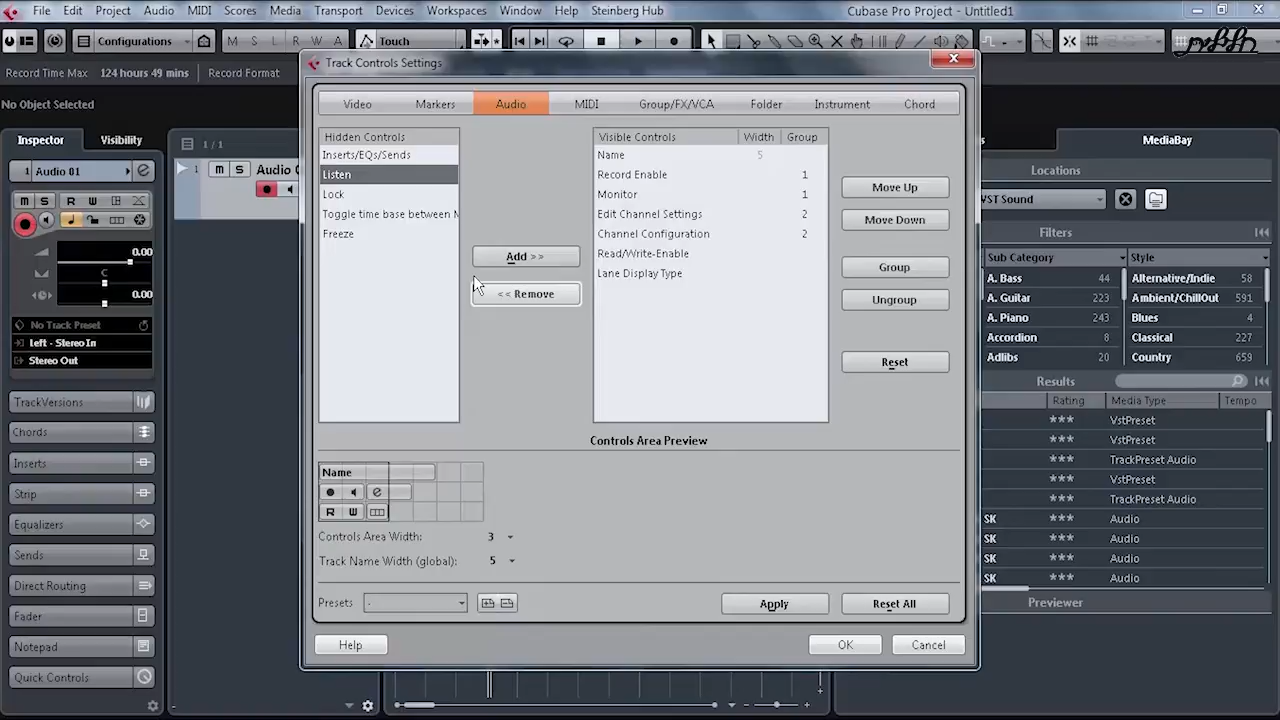 File Edit Project Audio MIDI Scores Media Transport Devices Workspaces Window Help Steinberg Hub Cubase Pro Project - Untitled1
Configurations M S L R W A Touch
Record Time Max 124 hours 49 mins Record Format
No Object Selected
Track Controls Settings
Video Markers Audio MIDI Group/FX/VCA Folder Instrument Chord
Hidden Controls
Inserts/EQs/Sends
Listen
Lock
Toggle time base between M
Freeze
Add >>
<< Remove
Visible Controls Width Group
Name 5
Record Enable 1
Monitor 1
Edit Channel Settings 2
Channel Configuration 2
Read/Write-Enable
Lane Display Type
Move Up
Move Down
Group
Ungroup
Reset
Controls Area Preview
Name
R W
Controls Area Width: 3
Track Name Width (global): 5
Presets - Apply Reset All
Help OK Cancel
Inspector Visibility
1 Audio 01
M S R W
0.00
C
0.00
No Track Preset
left - Stereo In
Stereo Out
TrackVersions
Chords
Inserts
Strip
Equalizers
Sends
Direct Routing
Fader
Notepad
Quick Controls
1 / 1
1 M S Audio 0
MediaBay
Locations
VST Sound
Filters
Sub Category Style
A. Bass 44 Alternative/Indie 58
A. Guitar 223 Ambient/ChillOut 591
A. Piano 243 Blues 4
Accordion 8 Classical 227
Adlibs 20 Country 659
Results
Rating Media Type Tempo
*** VstPreset
*** VstPreset
*** TrackPreset Audio
*** VstPreset
*** TrackPreset Audio
SK *** Audio
SK *** Audio
SK *** Audio
SK *** Audio
Previewer